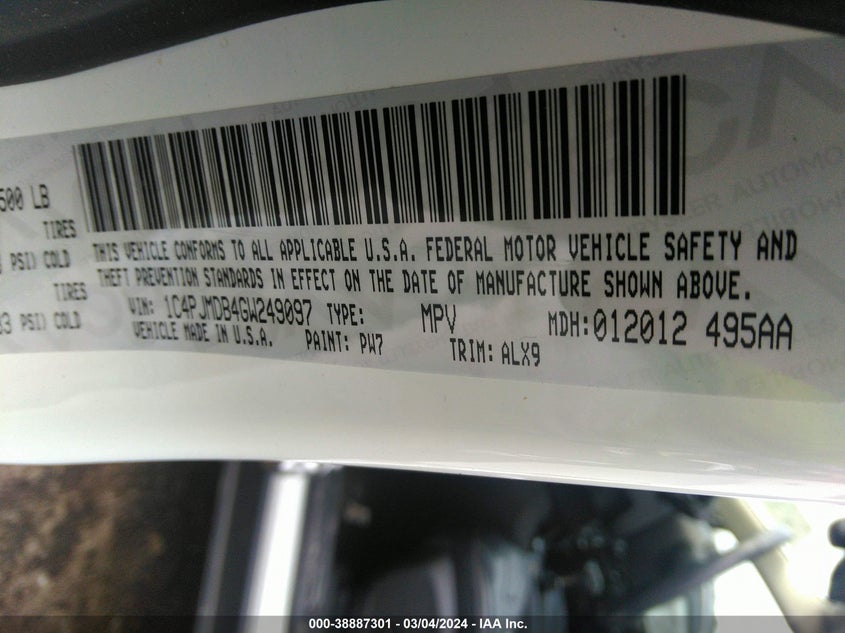 500 LB
TIRES
PSI) COLD
TIRES
33 PSI) COLD
THIS VEHICLE CONFORMS TO ALL APPLICABLE U.S.A. FEDERAL MOTOR VEHICLE SAFETY AND
THEFT PREVENTION STANDARDS IN EFFECT ON THE DATE OF MANUFACTURE SHOWN ABOVE.
VIN: 1C4PJMDB4GW249097 TYPE: MPV MDH:012012 495AA
VEHICLE MADE IN U.S.A. PAINT: PW7 TRIM: ALX9
000-38887301 - 03/04/2024 - IAA Inc.